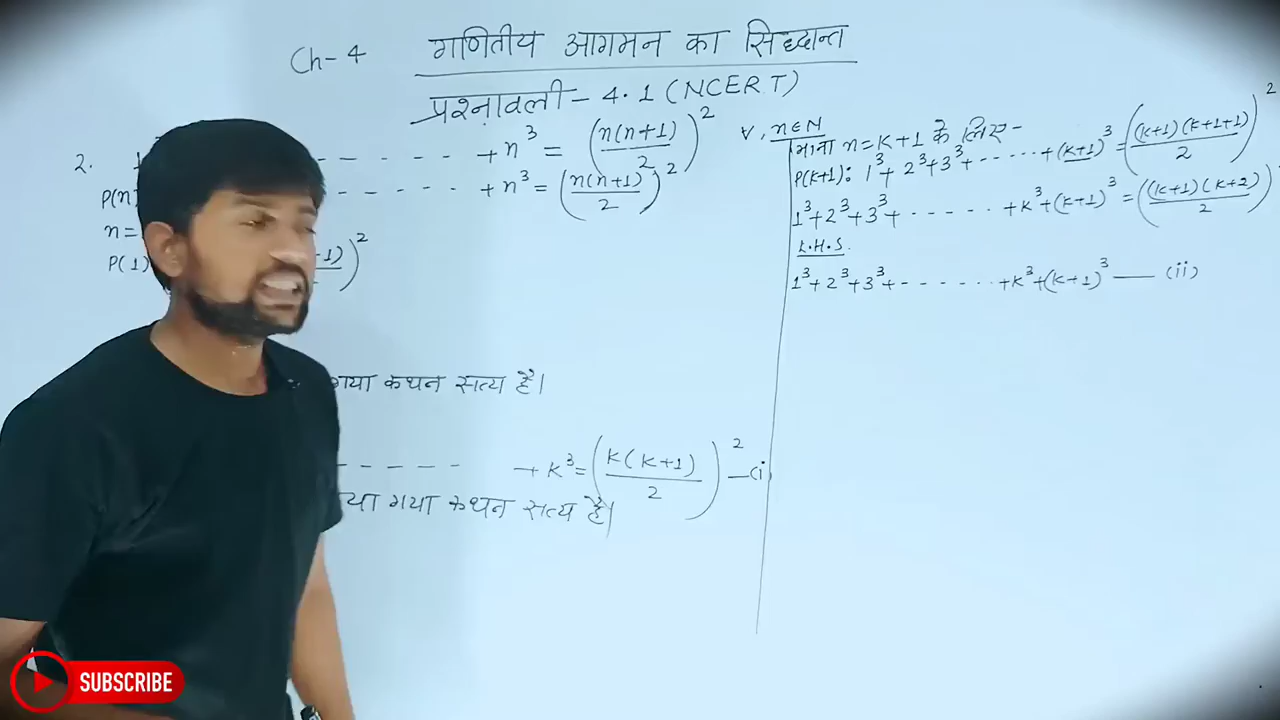 Ch-4 गणितीय आगमन का सिद्धान्त
प्रश्नावली-4.1 (NCERT)
2. 1 - - - - - - - +n³ = (n(n+1)/2)² ∀, n∈N
P(n) - - - - - - - +n³ = (n(n+1)/2)²
n=
P(1) +1) )²
गया कथन सत्य है।
- - - - - +K³ = (K(K+1)/2)² —(i)
या गया कथन सत्य है।
माना n=K+1 के लिए-
P(K+1): 1³+2³+3³+ - - - - - +(K+1)³ = ((K+1)(K+1+1)/2)²
1³+2³+3³+ - - - - - - +K³+(K+1)³ = ((K+1)(K+2)/2)²
L.H.S.
1³+2³+3³+ - - - - - - +K³+(K+1)³ — (ii)
SUBSCRIBE